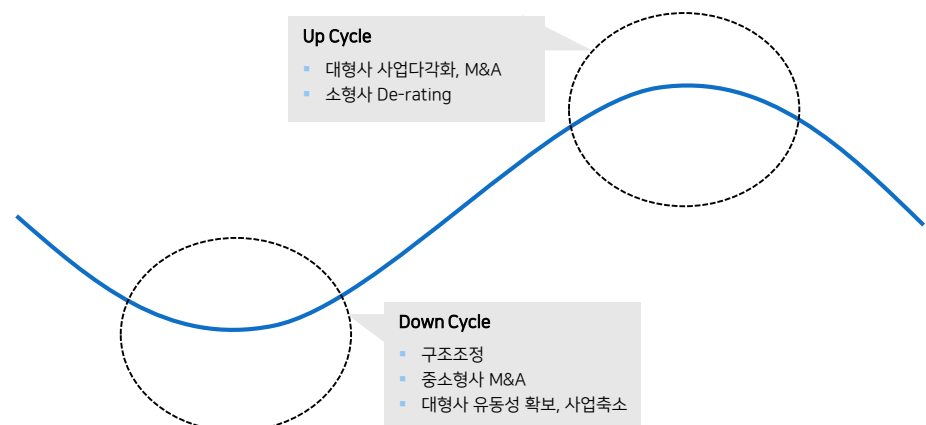 Up Cycle
대형사 사업다각화, M&A
소형사 De-rating
Down Cycle
구조조정
중소형사 M&A
대형사 유동성 확보, 사업축소